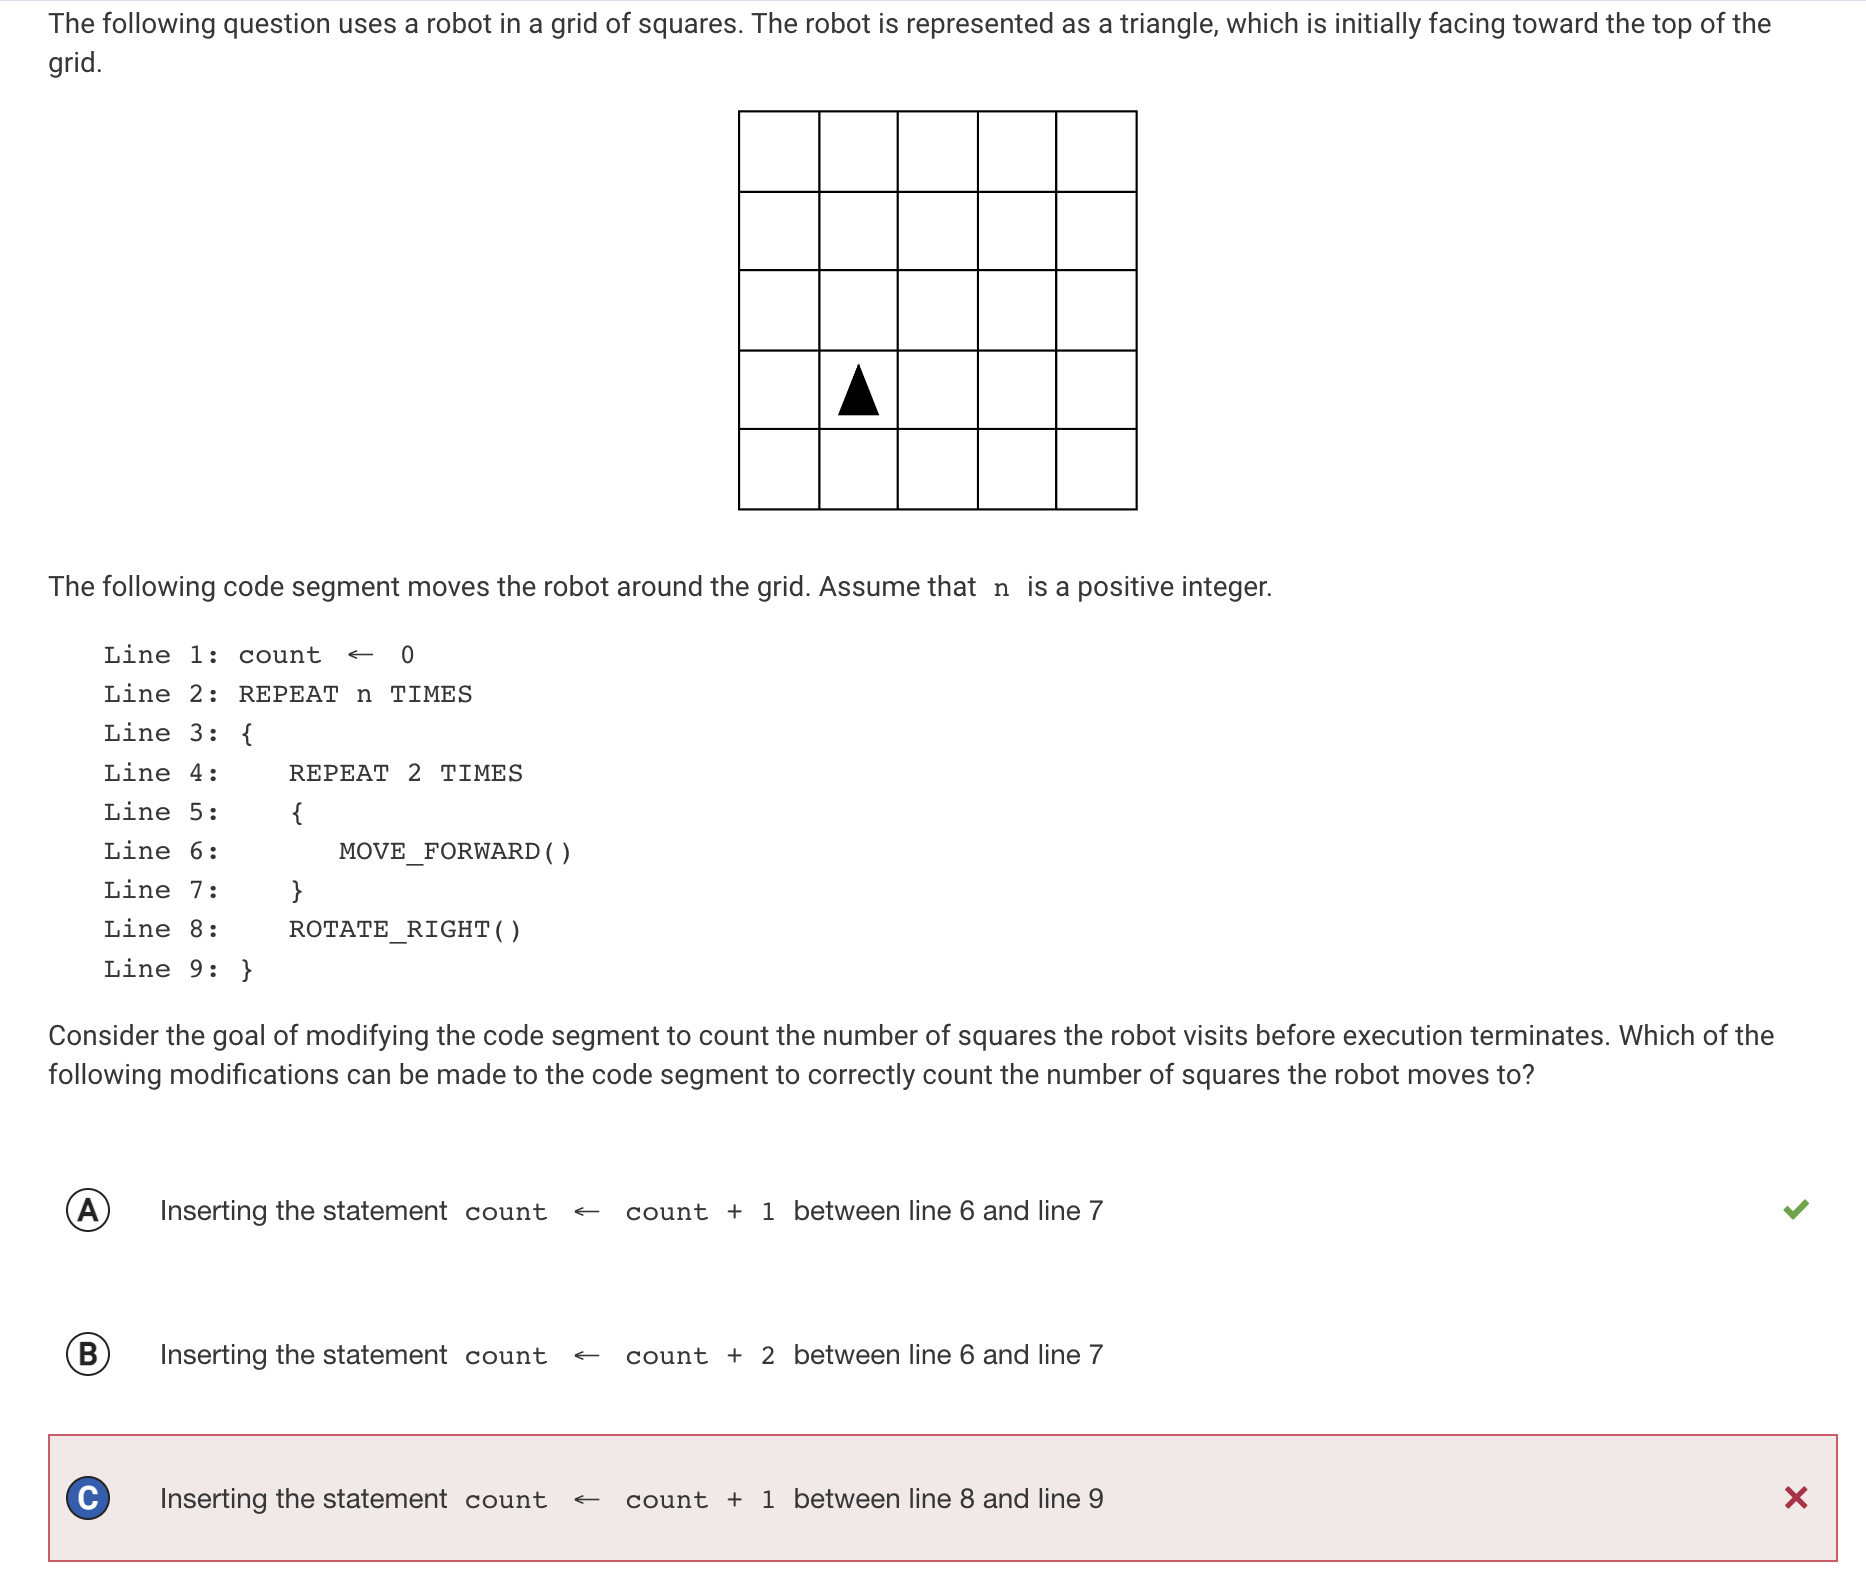 The following question uses a robot in a grid of squares. The robot is represented as a triangle, which is initially facing toward the top of the
grid.
The following code segment moves the robot around the grid. Assume that n is a positive integer.
Line 1: count ← 0
Line 2: REPEAT n TIMES
Line 3: {
Line 4: REPEAT 2 TIMES
Line 5: {
Line 6: MOVE_FORWARD()
Line 7: }
Line 8: ROTATE_RIGHT()
Line 9: }
Consider the goal of modifying the code segment to count the number of squares the robot visits before execution terminates. Which of the
following modifications can be made to the code segment to correctly count the number of squares the robot moves to?
A Inserting the statement count ← count + 1 between line 6 and line 7
B Inserting the statement count ← count + 2 between line 6 and line 7
C Inserting the statement count ← count + 1 between line 8 and line 9